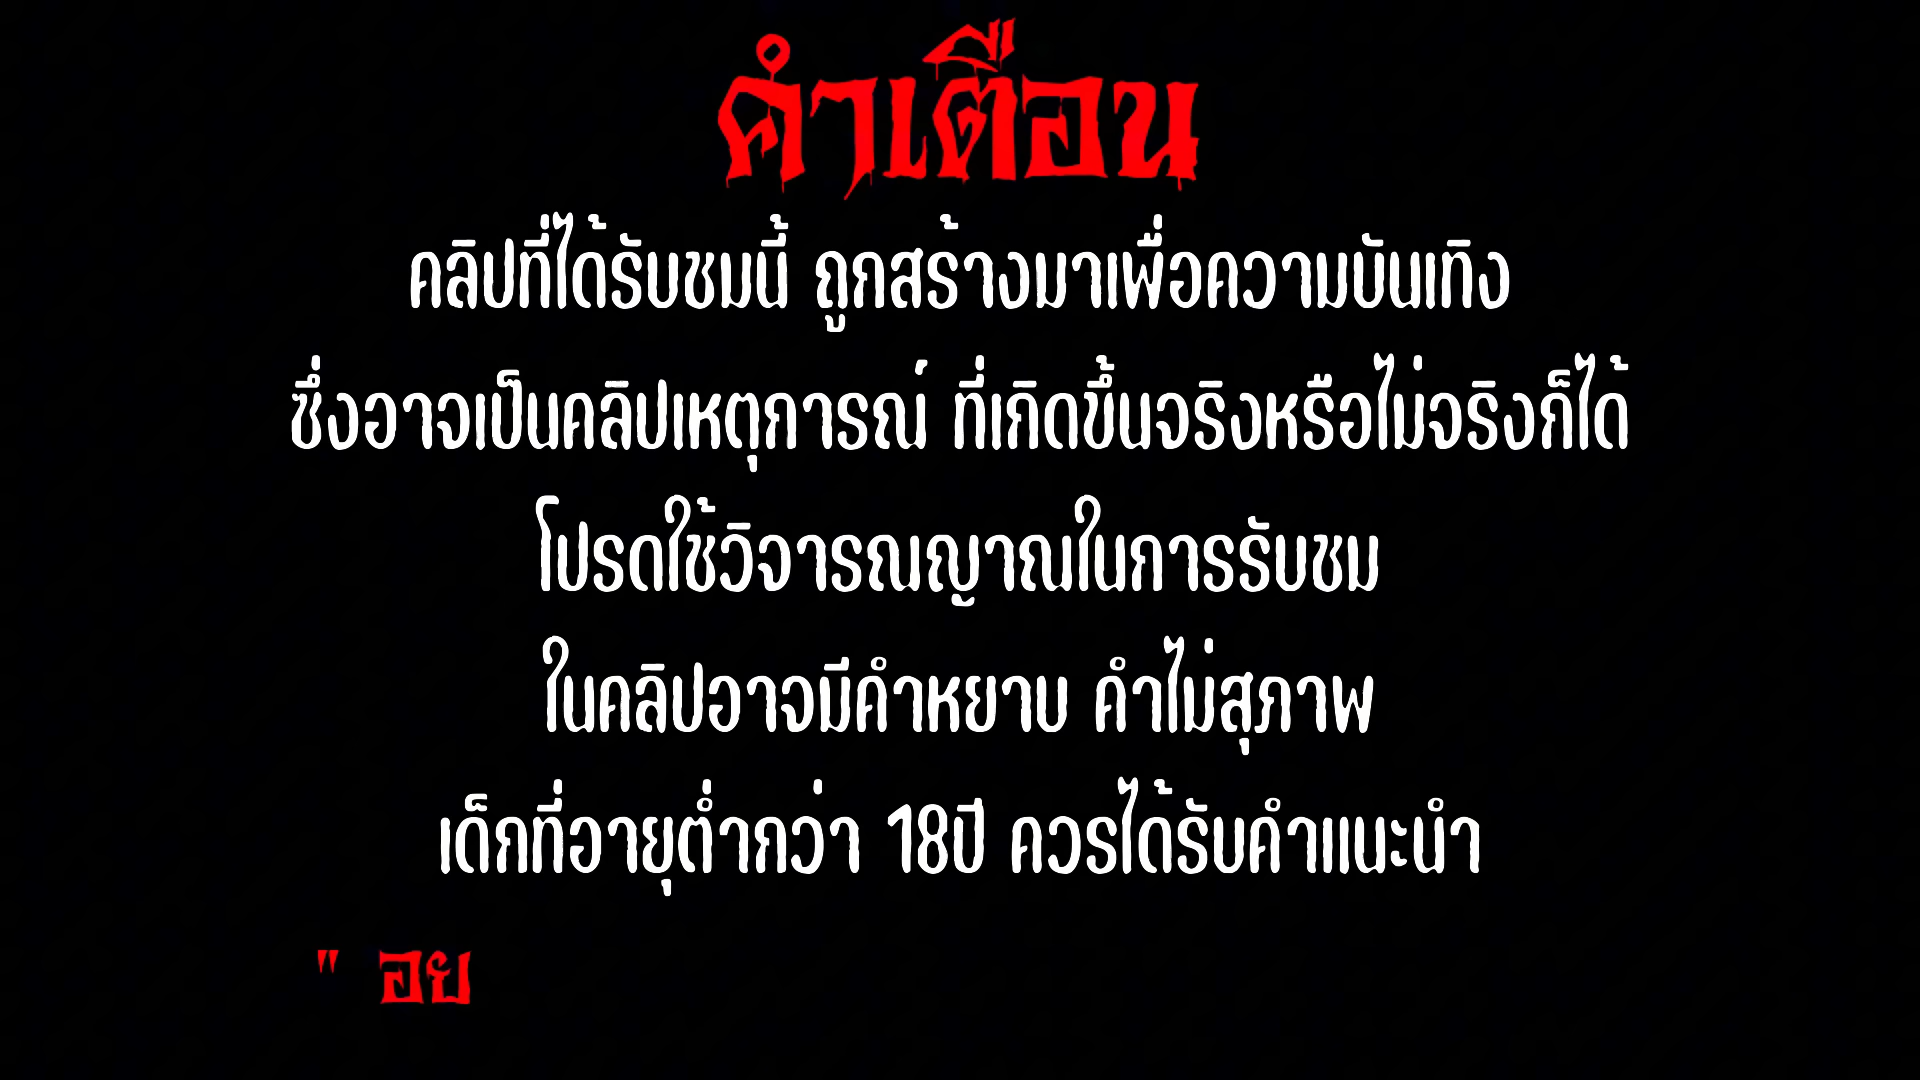 คำเตือน
คลิปที่ได้รับชมนี้ ถูกสร้างมาเพื่อความบันเทิง
ซึ่งอาจเป็นคลิปเหตุการณ์ ที่เกิดขึ้นจริงหรือไม่จริงก็ได้
โปรดใช้วิจารณญาณในการรับชม
ในคลิปอาจมีคำหยาบ คำไม่สุภาพ
เด็กที่อายุต่ำกว่า 18ปี ควรได้รับคำแนะนำ
" อย